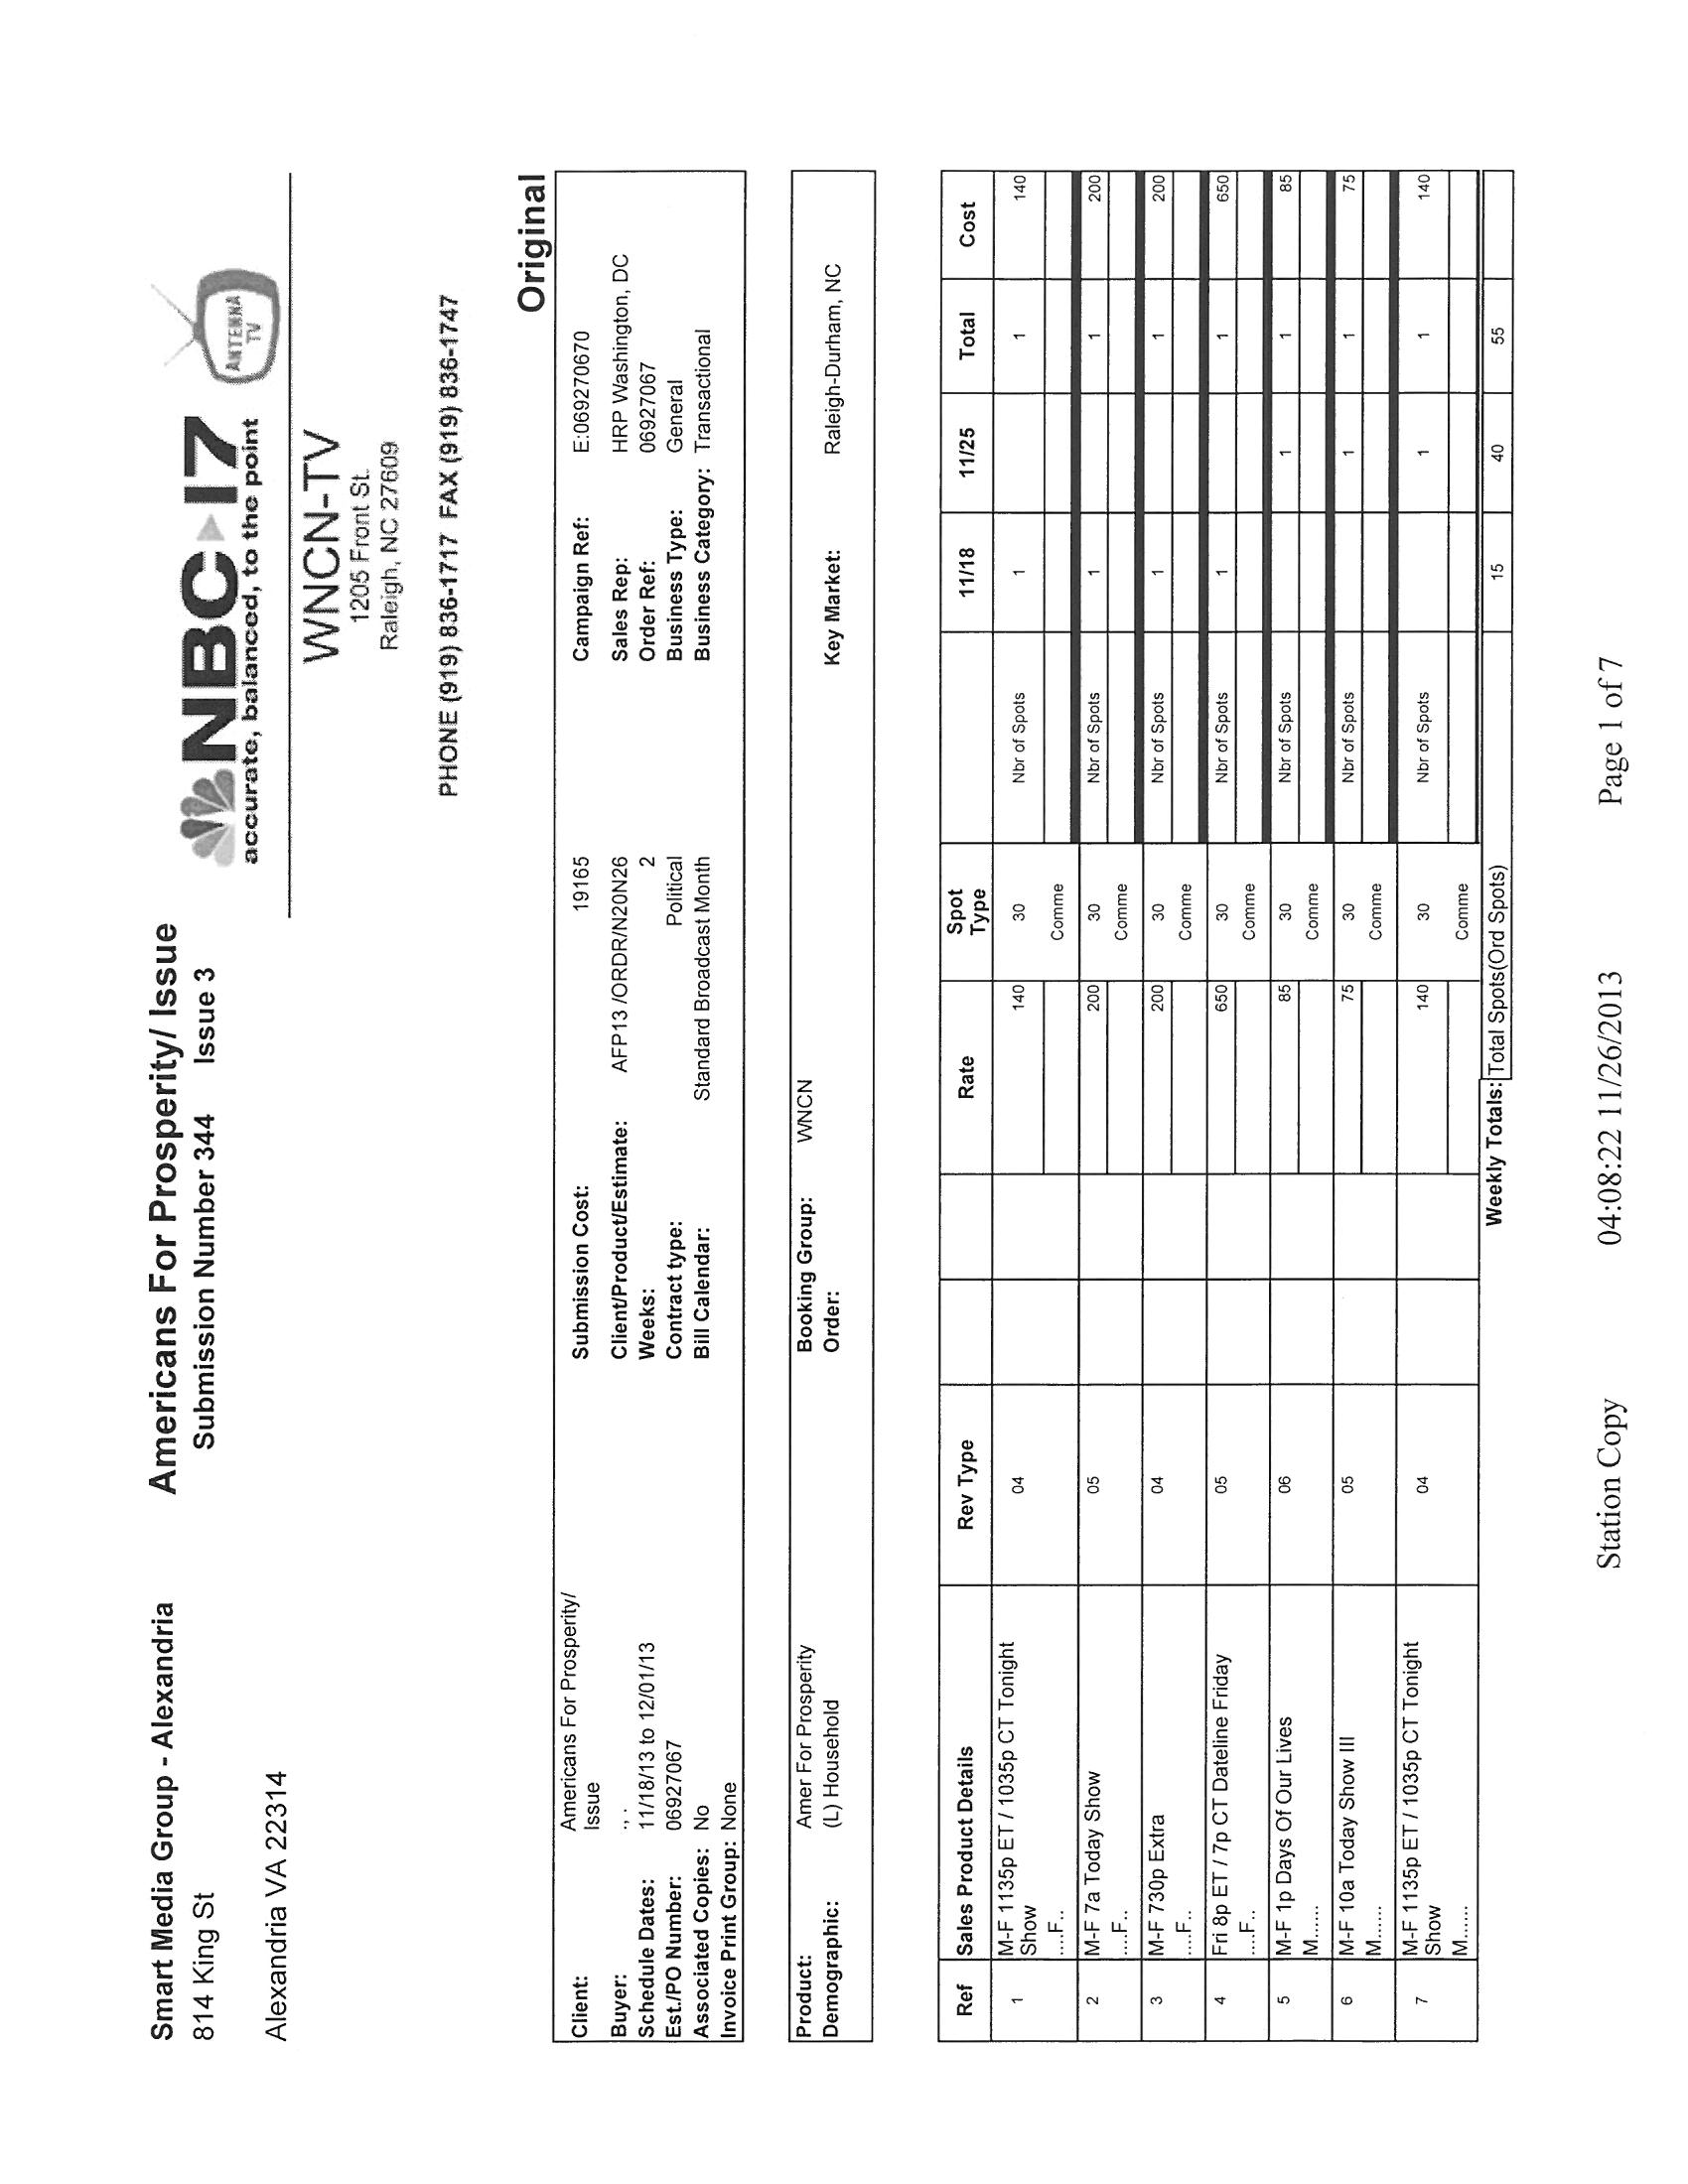 Smart Media Group - Alexandria
814 King St
Alexandria VA 22314
Americans For Prosperity/ Issue
Submission Number 344 Issue 3
NBC 17
accurate, balanced, to the point
ANTENNA TV
WNCN-TV
1205 Front St.
Raleigh, NC 27609
PHONE (919) 836-1717 FAX (919) 836-1747
Original
Client: Americans For Prosperity/ Issue
Buyer: ., .
Schedule Dates: 11/18/13 to 12/01/13
Est./PO Number: 06927067
Associated Copies: No
Invoice Print Group: None
Submission Cost: 19165
Client/Product/Estimate: AFP13 /ORDR/N20N26
Weeks: 2
Contract type: Political
Bill Calendar: Standard Broadcast Month
Campaign Ref: E:069270670
Sales Rep: HRP Washington, DC
Order Ref: 06927067
Business Type: General
Business Category: Transactional
Product: Amer For Prosperity
Demographic: (L) Household
Booking Group: WNCN
Order:
Key Market: Raleigh-Durham, NC
Ref Sales Product Details Rev Type Rate Spot Type 11/18 11/25 Total Cost
1 M-F 1135p ET / 1035p CT Tonight 04 140 30 Nbr of Spots 1 1 140
Show
....F.. Comme
2 M-F 7a Today Show 05 200 30 Nbr of Spots 1 1 200
....F.. Comme
3 M-F 730p Extra 04 200 30 Nbr of Spots 1 1 200
....F.. Comme
4 Fri 8p ET / 7p CT Dateline Friday 05 650 30 Nbr of Spots 1 1 650
....F.. Comme
5 M-F 1p Days Of Our Lives 06 85 30 Nbr of Spots 1 1 85
M...... Comme
6 M-F 10a Today Show III 05 75 30 Nbr of Spots 1 1 75
M...... Comme
7 M-F 1135p ET / 1035p CT Tonight 04 140 30 Nbr of Spots 1 1 140
Show
M...... Comme
Weekly Totals: Total Spots(Ord Spots) 15 40 55
Station Copy 04:08:22 11/26/2013 Page 1 of 7